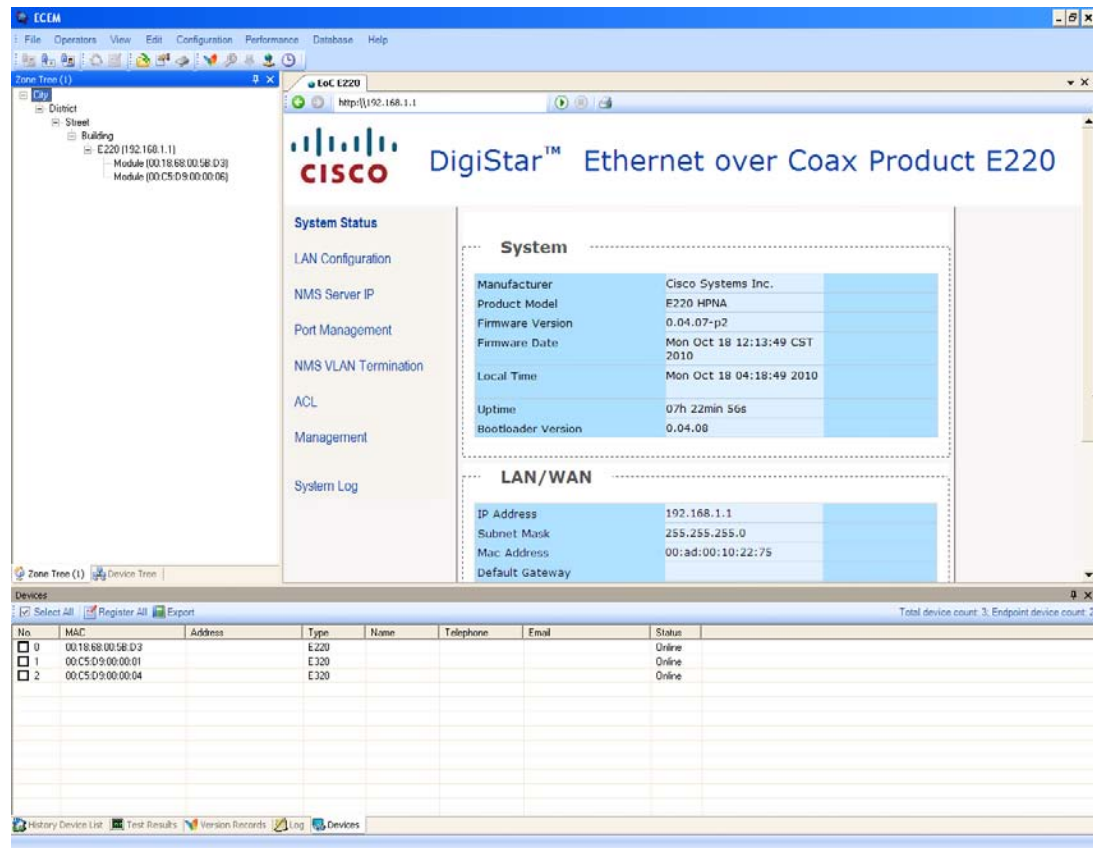 ECEM
File Operators View Edit Configuration Performance Database Help
Zone Tree (1)
City
District
Street
Building
E220 (192.168.1.1)
Module (00:18:68:00:5B:D3)
Module (00:C5:D9:00:00:06)
Zone Tree (1) Device Tree
EoC E220
http:\\192.168.1.1
CISCO
DigiStar™ Ethernet over Coax Product E220
System Status
LAN Configuration
NMS Server IP
Port Management
NMS VLAN Termination
ACL
Management
System Log
System
Manufacturer Cisco Systems Inc.
Product Model E220 HPNA
Firmware Version 0.04.07-p2
Firmware Date Mon Oct 18 12:13:49 CST
2010
Local Time Mon Oct 18 04:18:49 2010
Uptime 07h 22min 56s
Bootloader Version 0.04.08
LAN/WAN
IP Address 192.168.1.1
Subnet Mask 255.255.255.0
Mac Address 00:ad:00:10:22:75
Default Gateway
Devices
Select All Register All Export Total device count: 3; Endpoint device count: 2
No. MAC Address Type Name Telephone Email Status
0 00:18:68:00:5B:D3 E220 Online
1 00:C5:D9:00:00:01 E320 Online
2 00:C5:D9:00:00:04 E320 Online
History Device List Test Results Version Records Log Devices